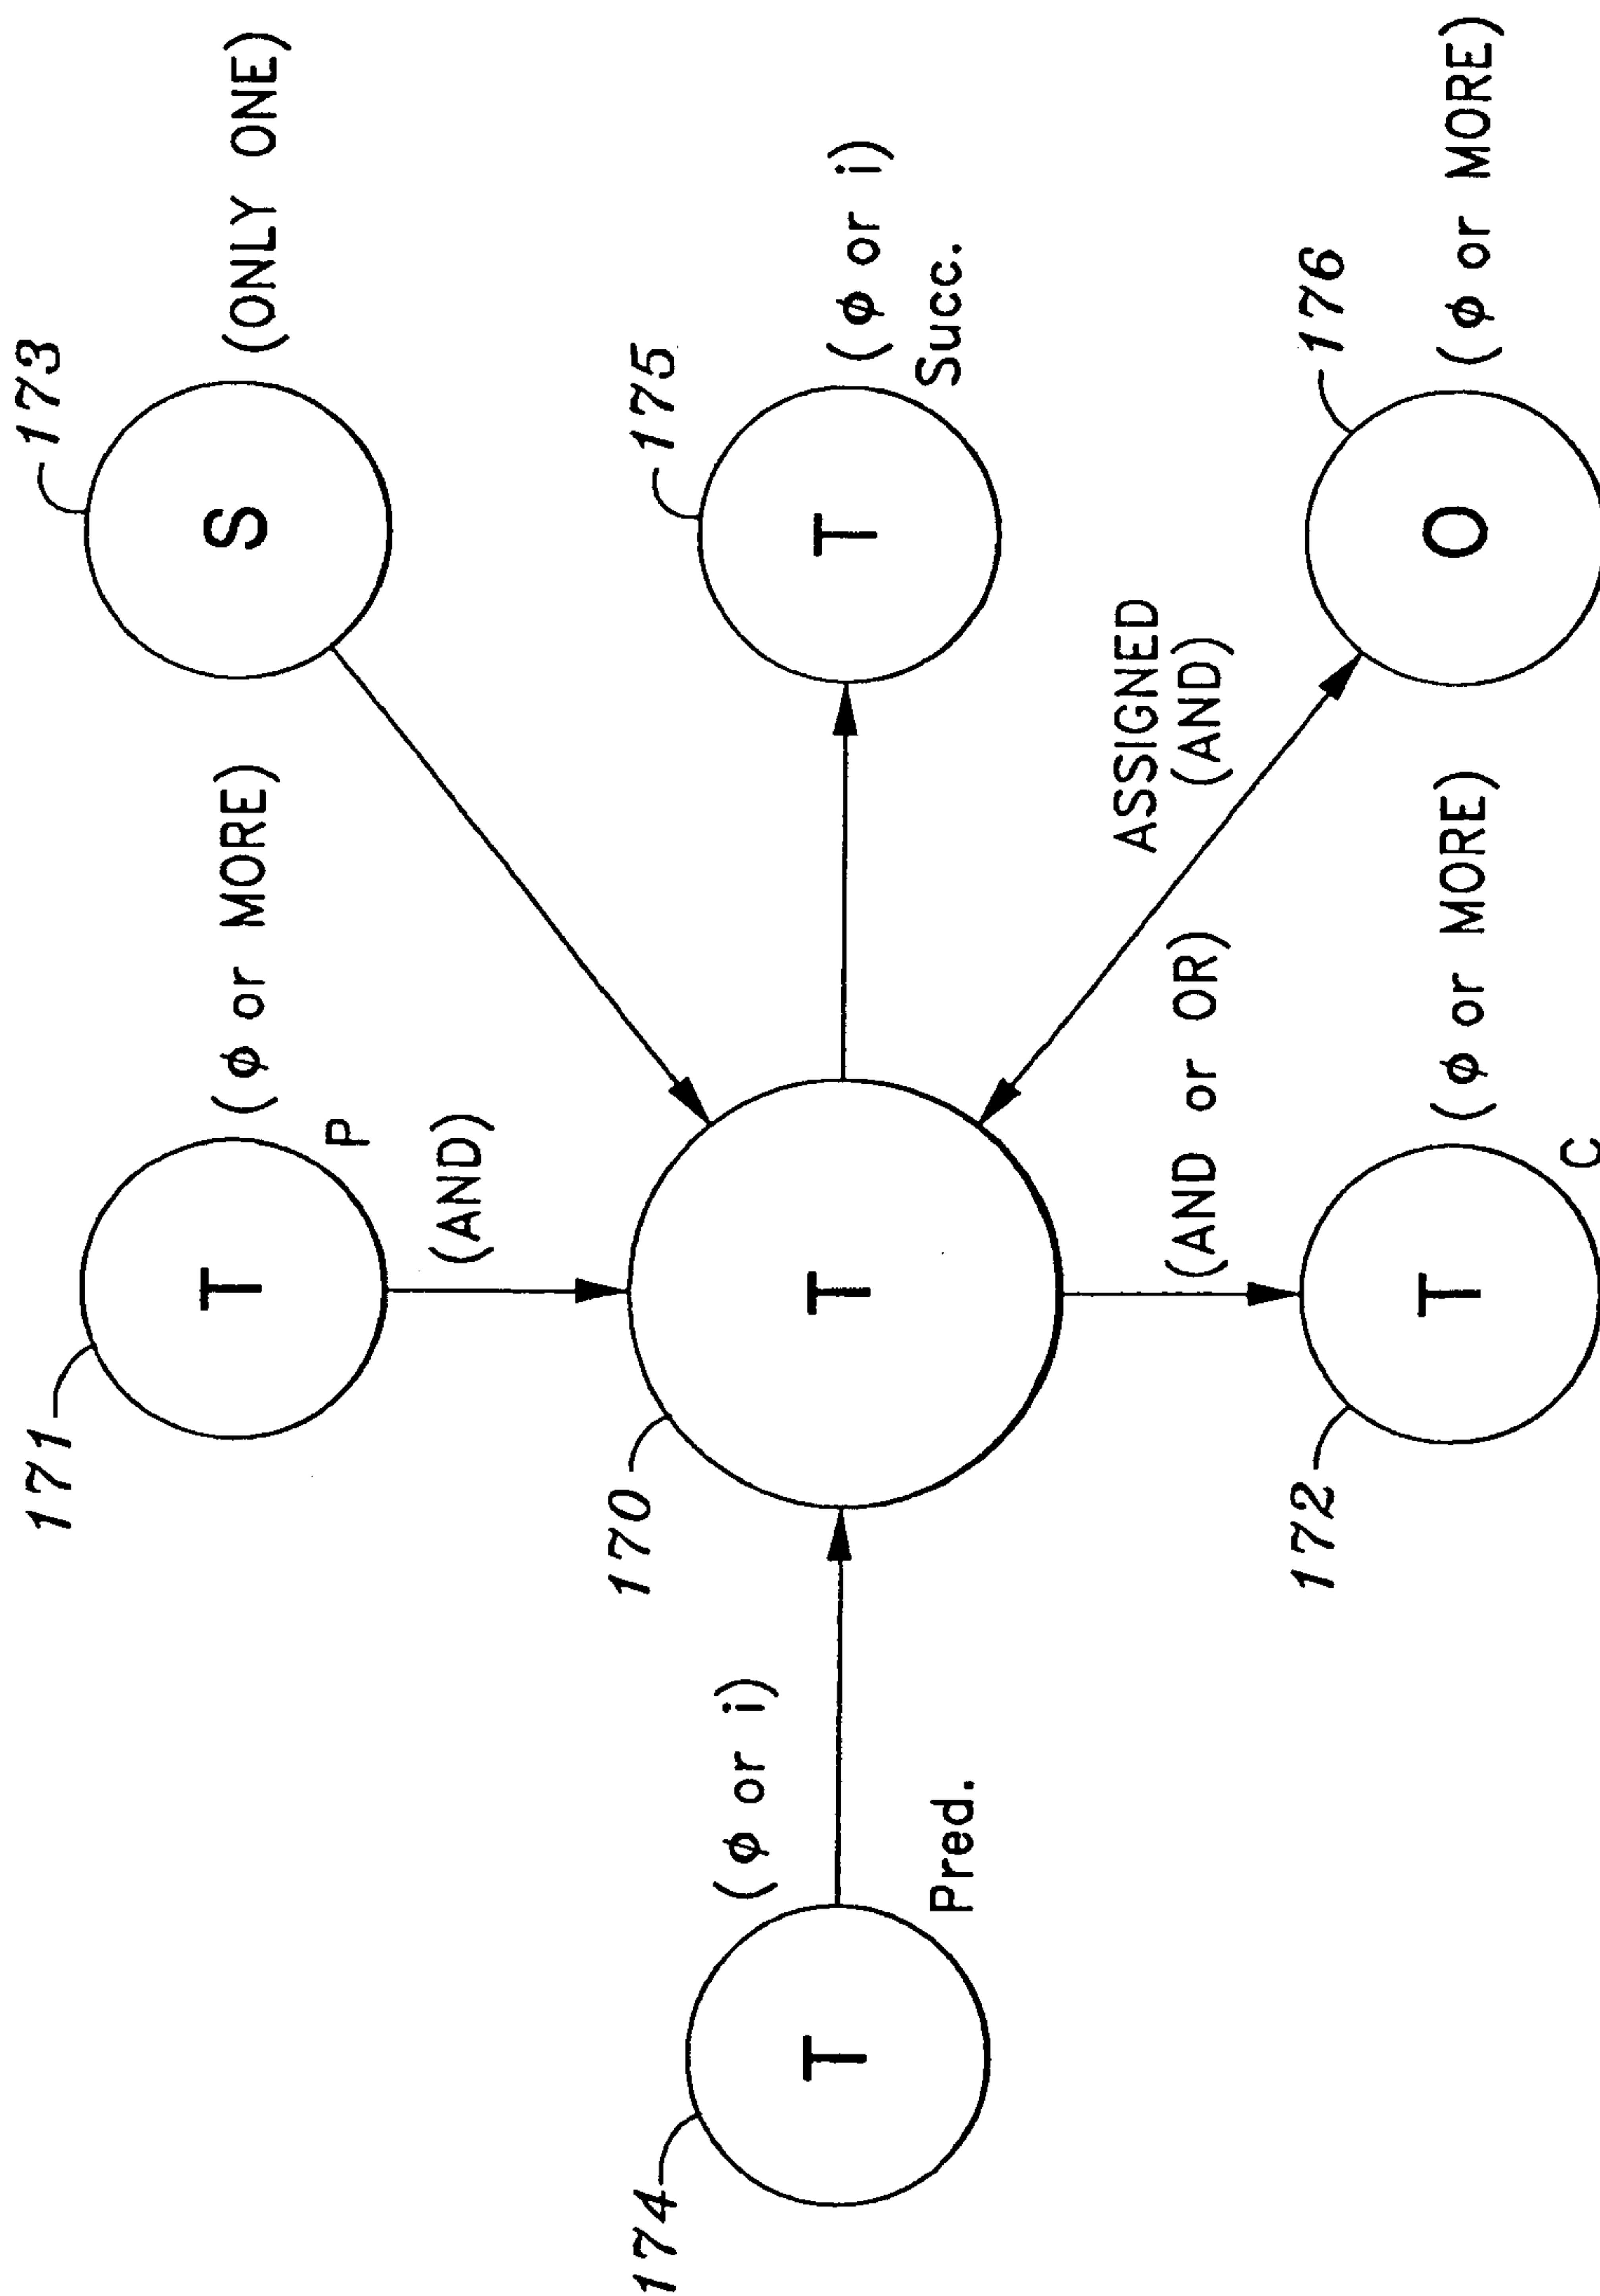 171
T
P
(ϕ or MORE)
(AND)
173
S
(ONLY ONE)
174
T
Pred.
(ϕ or i)
170
T
175
T
(ϕ or i)
Succ.
ASSIGNED
(AND)
(AND or OR)
172
T
C
(ϕ or MORE)
176
O
(ϕ or MORE)